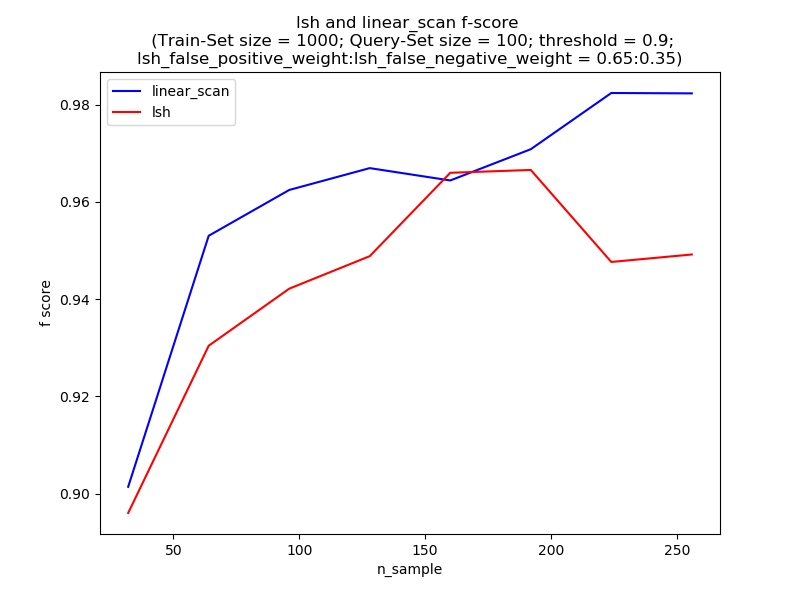 lsh and linear_scan f-score
(Train-Set size = 1000; Query-Set size = 100; threshold = 0.9;
lsh_false_positive_weight:lsh_false_negative_weight = 0.65:0.35)
linear_scan
lsh
0.98
0.96
0.94
0.92
0.90
f score
50
100
150
200
250
n_sample